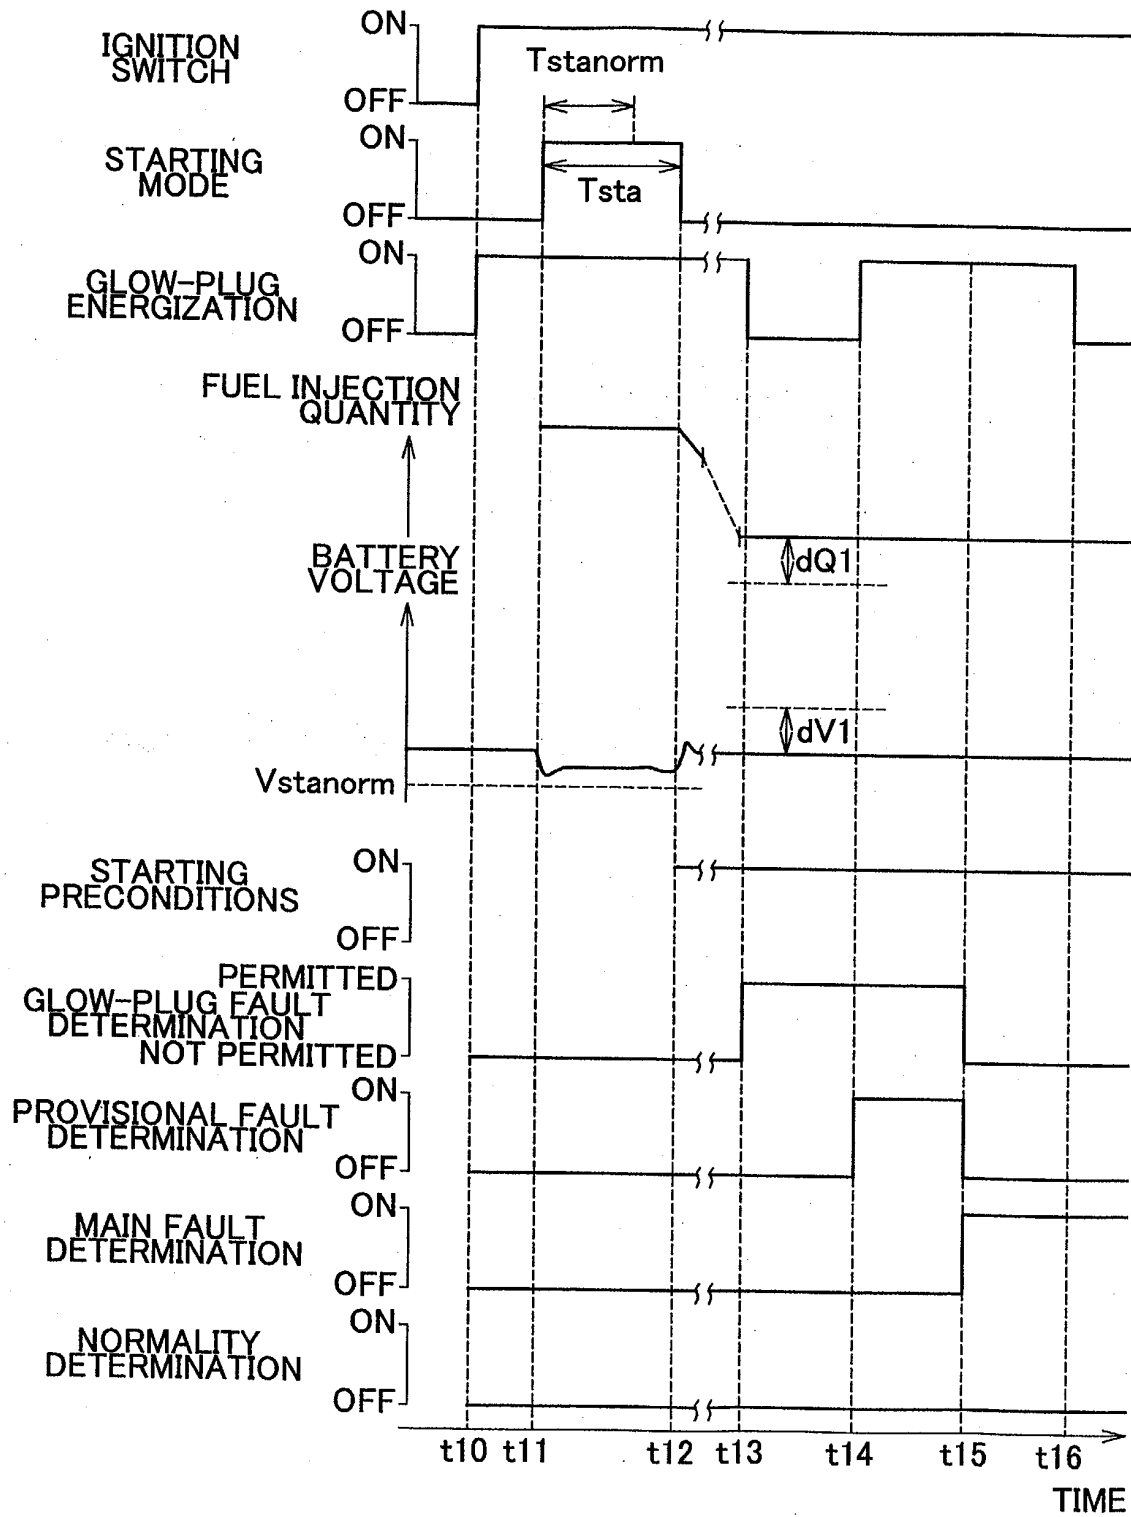 ON
IGNITION
SWITCH
OFF
Tstanorm
ON
STARTING
MODE
OFF
Tsta
ON
GLOW-PLUG
ENERGIZATION
OFF
FUEL INJECTION
QUANTITY
BATTERY
VOLTAGE
dQ1
dV1
Vstanorm
ON
STARTING
PRECONDITIONS
OFF
PERMITTED
GLOW-PLUG FAULT
DETERMINATION
NOT PERMITTED
ON
PROVISIONAL FAULT
DETERMINATION
OFF
ON
MAIN FAULT
DETERMINATION
OFF
ON
NORMALITY
DETERMINATION
OFF
t10 t11 t12 t13 t14 t15 t16
TIME